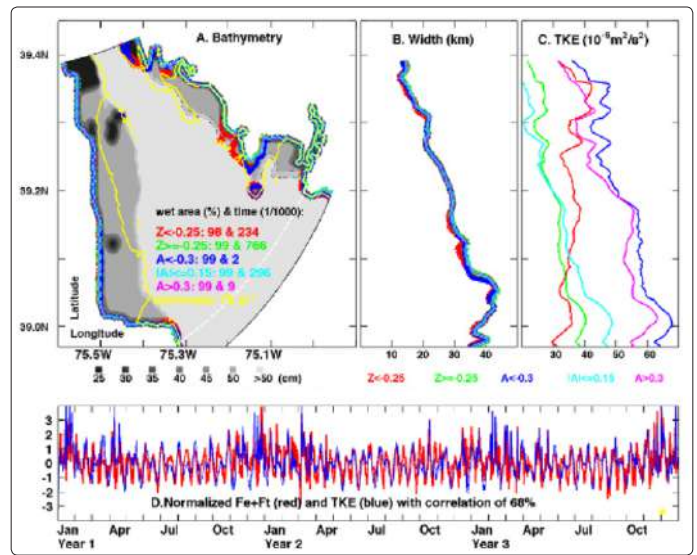 A. Bathymetry
B. Width (km)
C. TKE (10⁻⁶m²/s²)
39.4N
39.2N
39.0N
Latitude
wet area (%) & time (1/1000):
Z<-0.25: 98 & 234
Z>=-0.25: 99 & 766
A<-0.3: 99 & 2
IAI<=0.15: 99 & 296
A>0.3: 99 & 9
Longitude
75.5W 75.3W 75.1W
10 20 30 40
30 40 50 60
25 30 35 40 45 50 >50 (cm)
Z<-0.25 Z>=-0.25 A<-0.3 IAI<=0.15 A>0.3
3
2
1
0
-1
-2
-3
D.Normalized Fe+Ft (red) and TKE (blue) with correlation of 68%
Jan Apr Jul Oct Jan Apr Jul Oct Jan Apr Jul Oct
Year 1 Year 2 Year 3